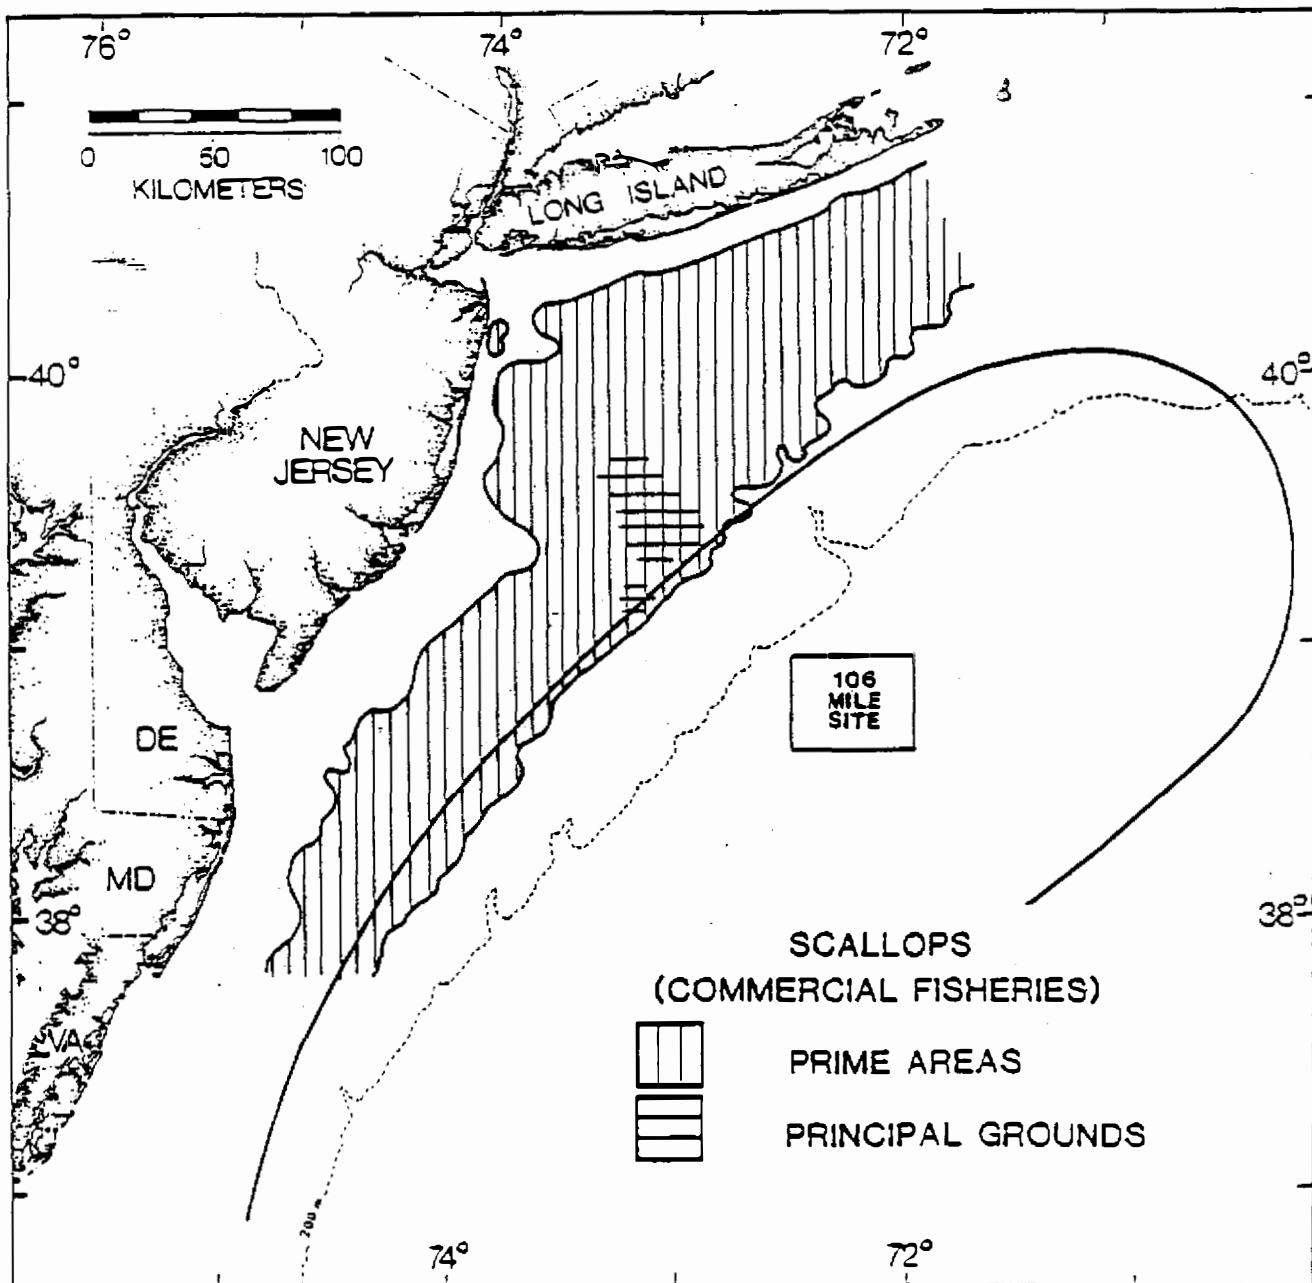 76° 74° 72°
0 50 100
KILOMETERS
LONG ISLAND
40° 40°
NEW
JERSEY
106
MILE
SITE
DE
MD
38° 38°
SCALLOPS
(COMMERCIAL FISHERIES)
VA
PRIME AREAS
PRINCIPAL GROUNDS
200 m
74° 72°